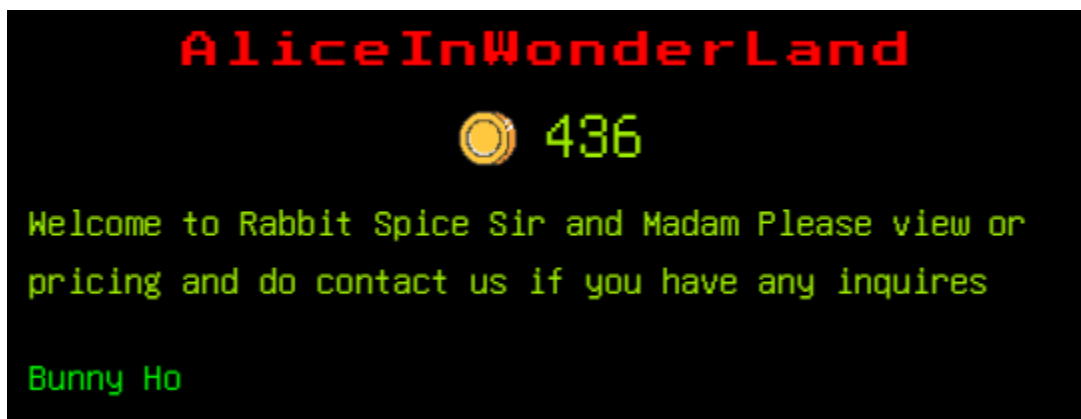 AliceInWonderLand
436
Welcome to Rabbit Spice Sir and Madam Please view or
pricing and do contact us if you have any inquires
Bunny Ho